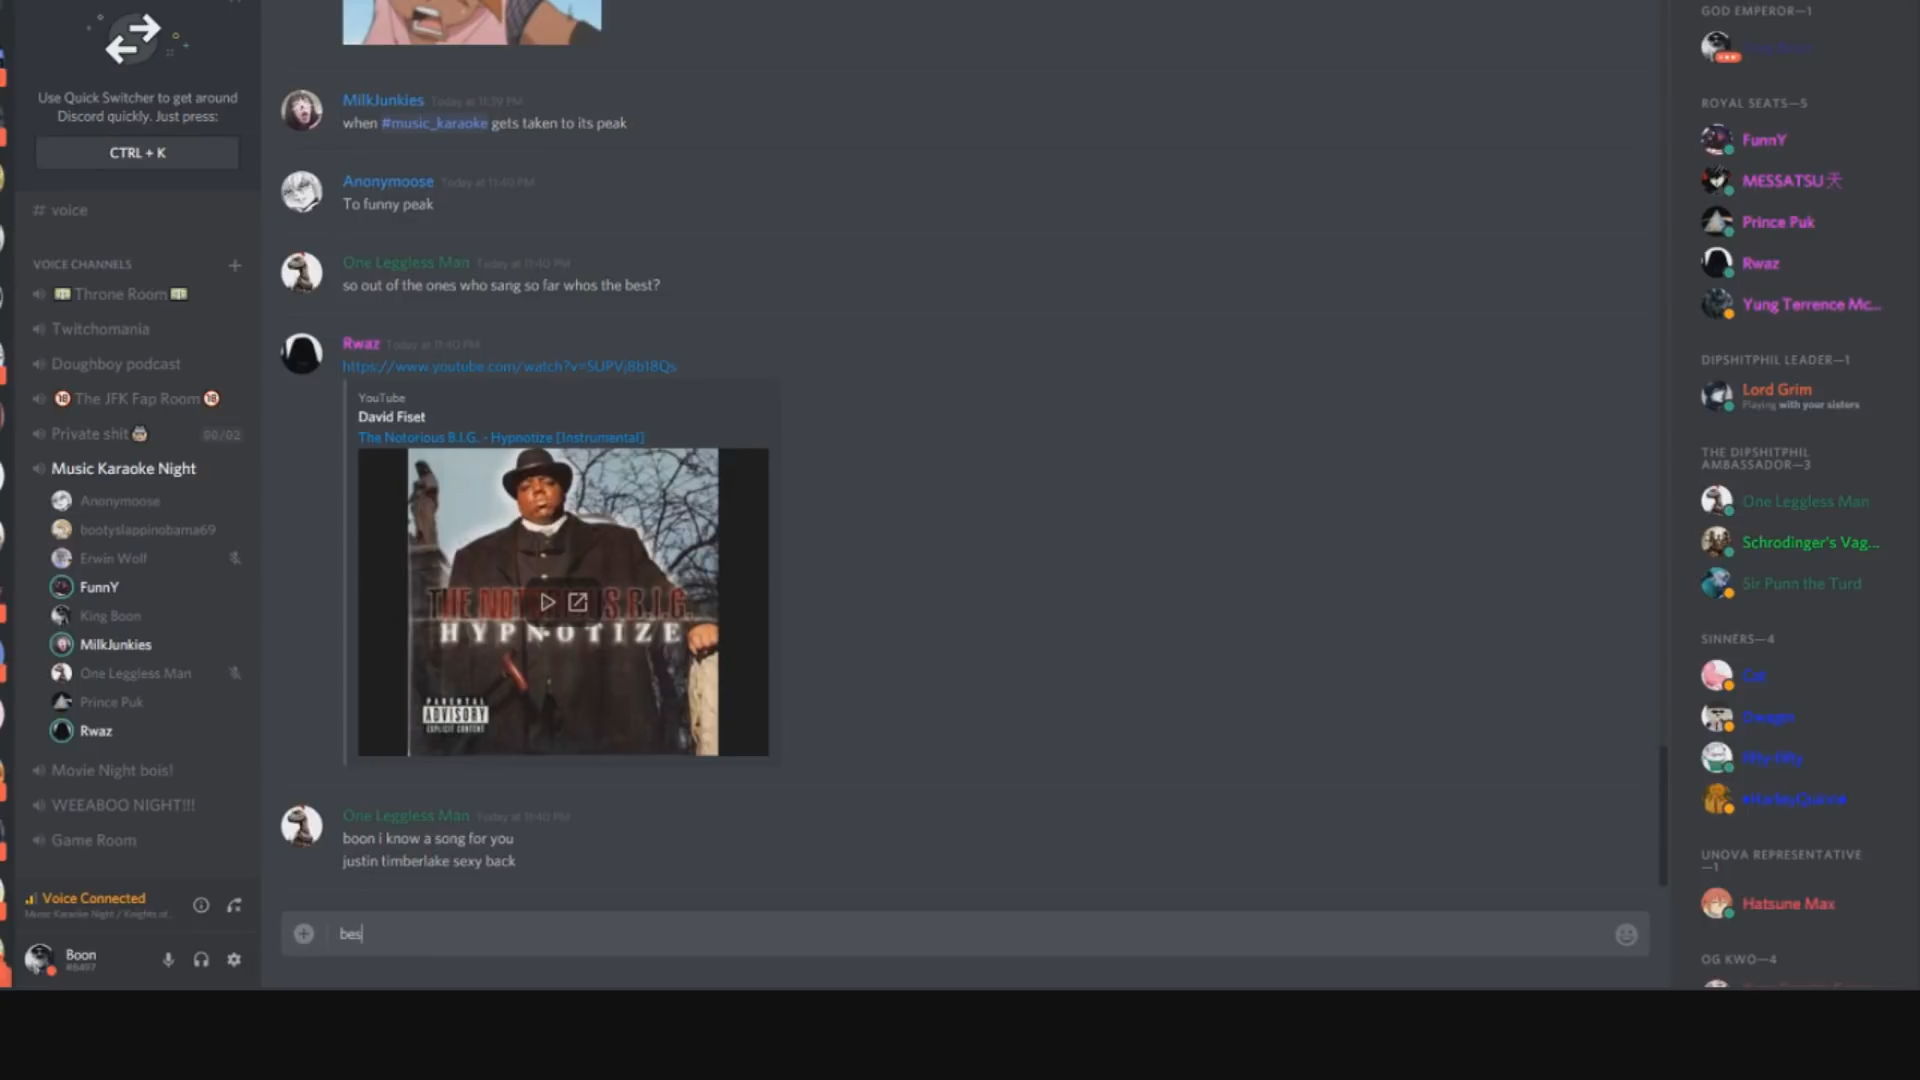 Use Quick Switcher to get around
Discord quickly. Just press:
CTRL + K
# voice
VOICE CHANNELS
Throne Room
Twitchomania
Doughboy podcast
🔞 The JFK Fap Room 🔞
Private shit
00/02
Music Karaoke Night
Anonymoose
bootyslappinobama69
Erwin Wolf
FunnY
King Boon
MilkJunkies
One Leggless Man
Prince Puk
Rwaz
Movie Night bois!
WEEABOO NIGHT!!!
Game Room
Voice Connected
Music Karaoke Night / Knights of...
Boon
#8497
MilkJunkies Today at 11:39 PM
when #music_karaoke gets taken to its peak
Anonymoose Today at 11:40 PM
To funny peak
One Leggless Man Today at 11:40 PM
so out of the ones who sang so far whos the best?
Rwaz Today at 11:40 PM
https://www.youtube.com/watch?v=5UPVj8b18Qs
YouTube
David Fiset
The Notorious B.I.G. - Hypnotize [Instrumental]
THE NOT S B.I.G.
HYPNOTIZE
PARENTAL
ADVISORY
EXPLICIT CONTENT
One Leggless Man Today at 11:40 PM
boon i know a song for you
justin timberlake sexy back
bes
GOD EMPEROR—1
ROYAL SEATS—5
FunnY
MESSATSU天
Prince Puk
Rwaz
Yung Terrence Mc...
DIPSHITPHIL LEADER—1
Lord Grim
Playing with your sisters
THE DIPSHITPHIL
AMBASSADOR—3
One Leggless Man
Schrodinger's Vag...
Sir Punn the Turd
SINNERS—4
Dwagin
UNOVA REPRESENTATIVE
—1
Hatsune Max
OG KWO—4